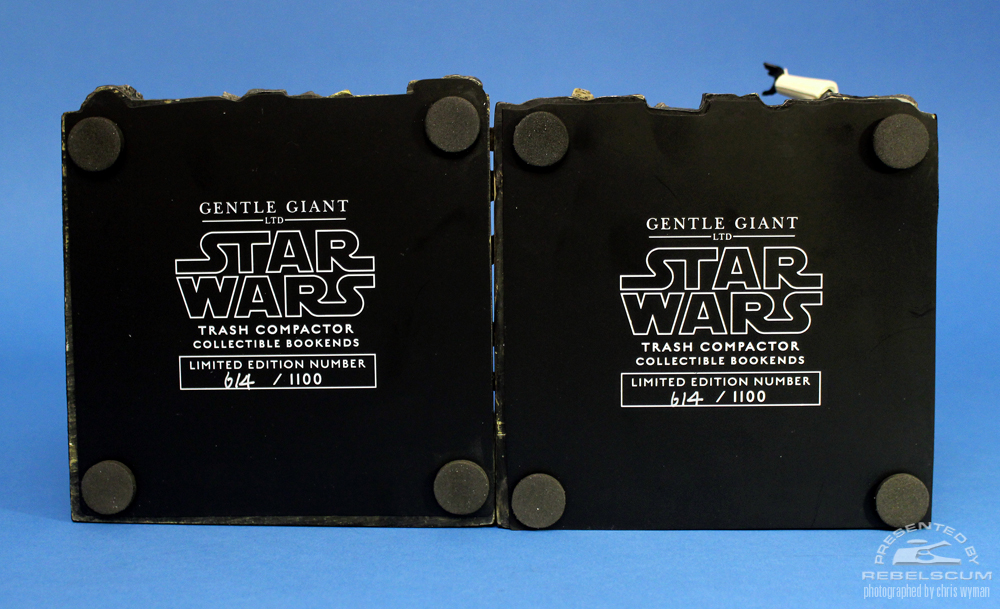 GENTLE GIANT
LTD
STAR
WARS
TRASH COMPACTOR
COLLECTIBLE BOOKENDS
LIMITED EDITION NUMBER
614 / 1100
GENTLE GIANT
LTD
STAR
WARS
TRASH COMPACTOR
COLLECTIBLE BOOKENDS
LIMITED EDITION NUMBER
614 / 1100
PRESENTED BY
REBELSCUM
photographed by chris wyman